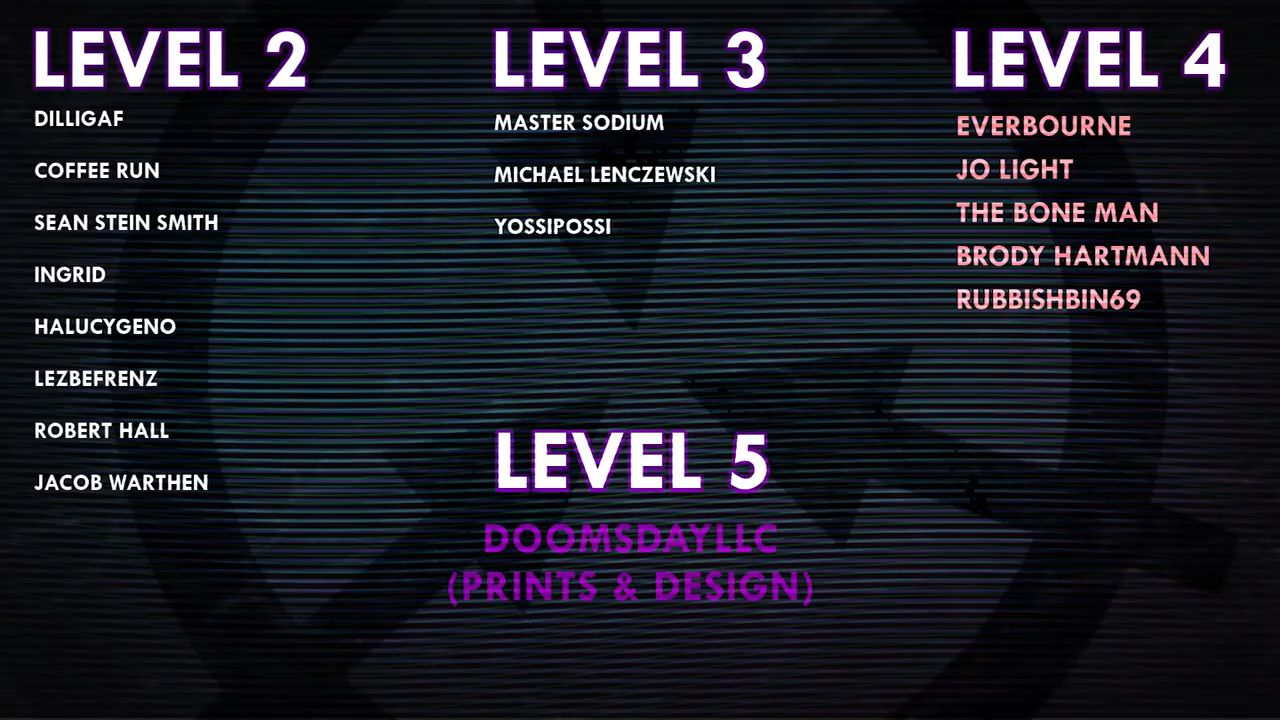 LEVEL 2
DILLIGAF
COFFEE RUN
SEAN STEIN SMITH
INGRID
HALUCYGENO
LEZBEFRENZ
ROBERT HALL
JACOB WARTHEN
LEVEL 3
MASTER SODIUM
MICHAEL LENCZEWSKI
YOSSIPOSSI
LEVEL 4
EVERBOURNE
JO LIGHT
THE BONE MAN
BRODY HARTMANN
RUBBISHBIN69
LEVEL 5
DOOMSDAYLLC
(PRINTS & DESIGN)